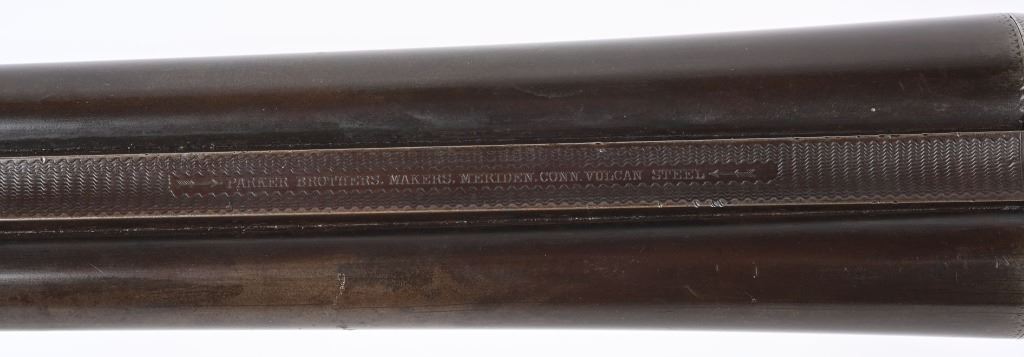 PARKER BROTHERS. MAKERS. MERIDEN. CONN. VULCAN STEEL